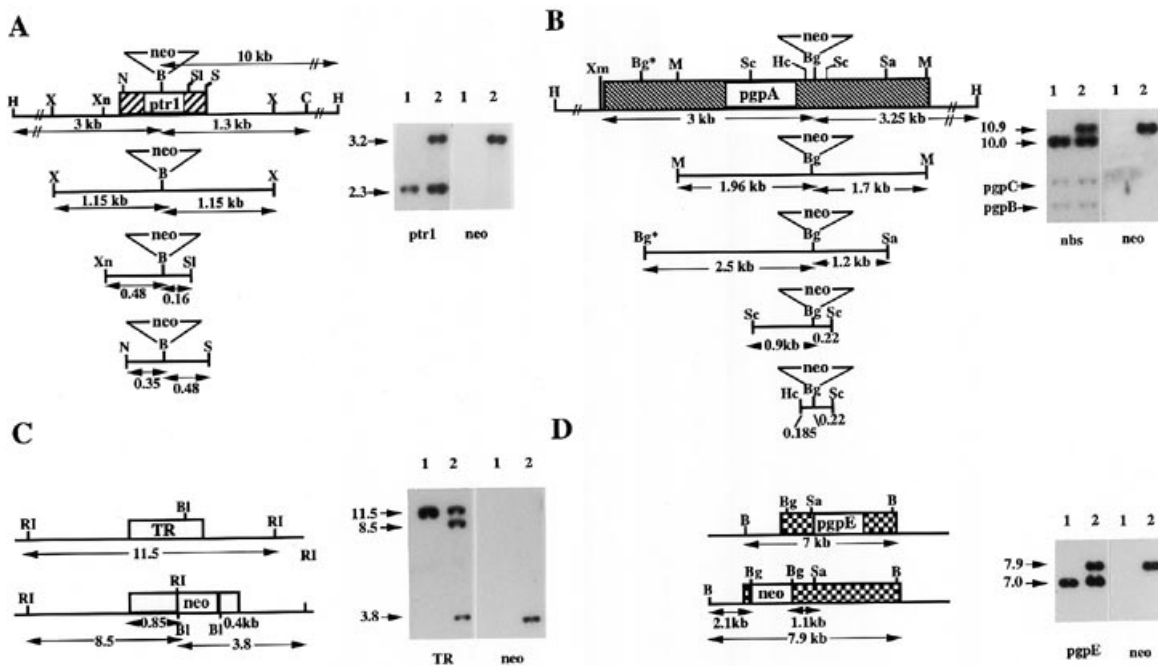 A
neo
10 kb
N B Sl S
H X Xn ptr1 X C H
3 kb 1.3 kb
neo
X B X
1.15 kb 1.15 kb
neo
Xn B Sl
0.48 0.16
neo
N B S
0.35 0.48
1 2 1 2
3.2
2.3
ptr1 neo
B
neo
Xm Bg* M Sc Hc Bg Sc Sa M
H pgpA H
3 kb 3.25 kb
neo
M Bg M
1.96 kb 1.7 kb
neo
Bg* Bg Sa
2.5 kb 1.2 kb
neo
Sc Bg Sc
0.9kb 0.22
neo
Hc Bg Sc
0.185 0.22
1 2 1 2
10.9
10.0
pgpC
pgpB
nbs neo
C
Bl
RI TR RI
11.5
RI
RI
RI neo
0.85 Bl Bl 0.4kb
8.5 3.8
1 2 1 2
11.5
8.5
3.8
TR neo
D
Bg Sa B
B pgpE
7 kb
Bg Bg Sa B
B neo
2.1kb 1.1kb
7.9 kb
1 2 1 2
7.9
7.0
pgpE neo